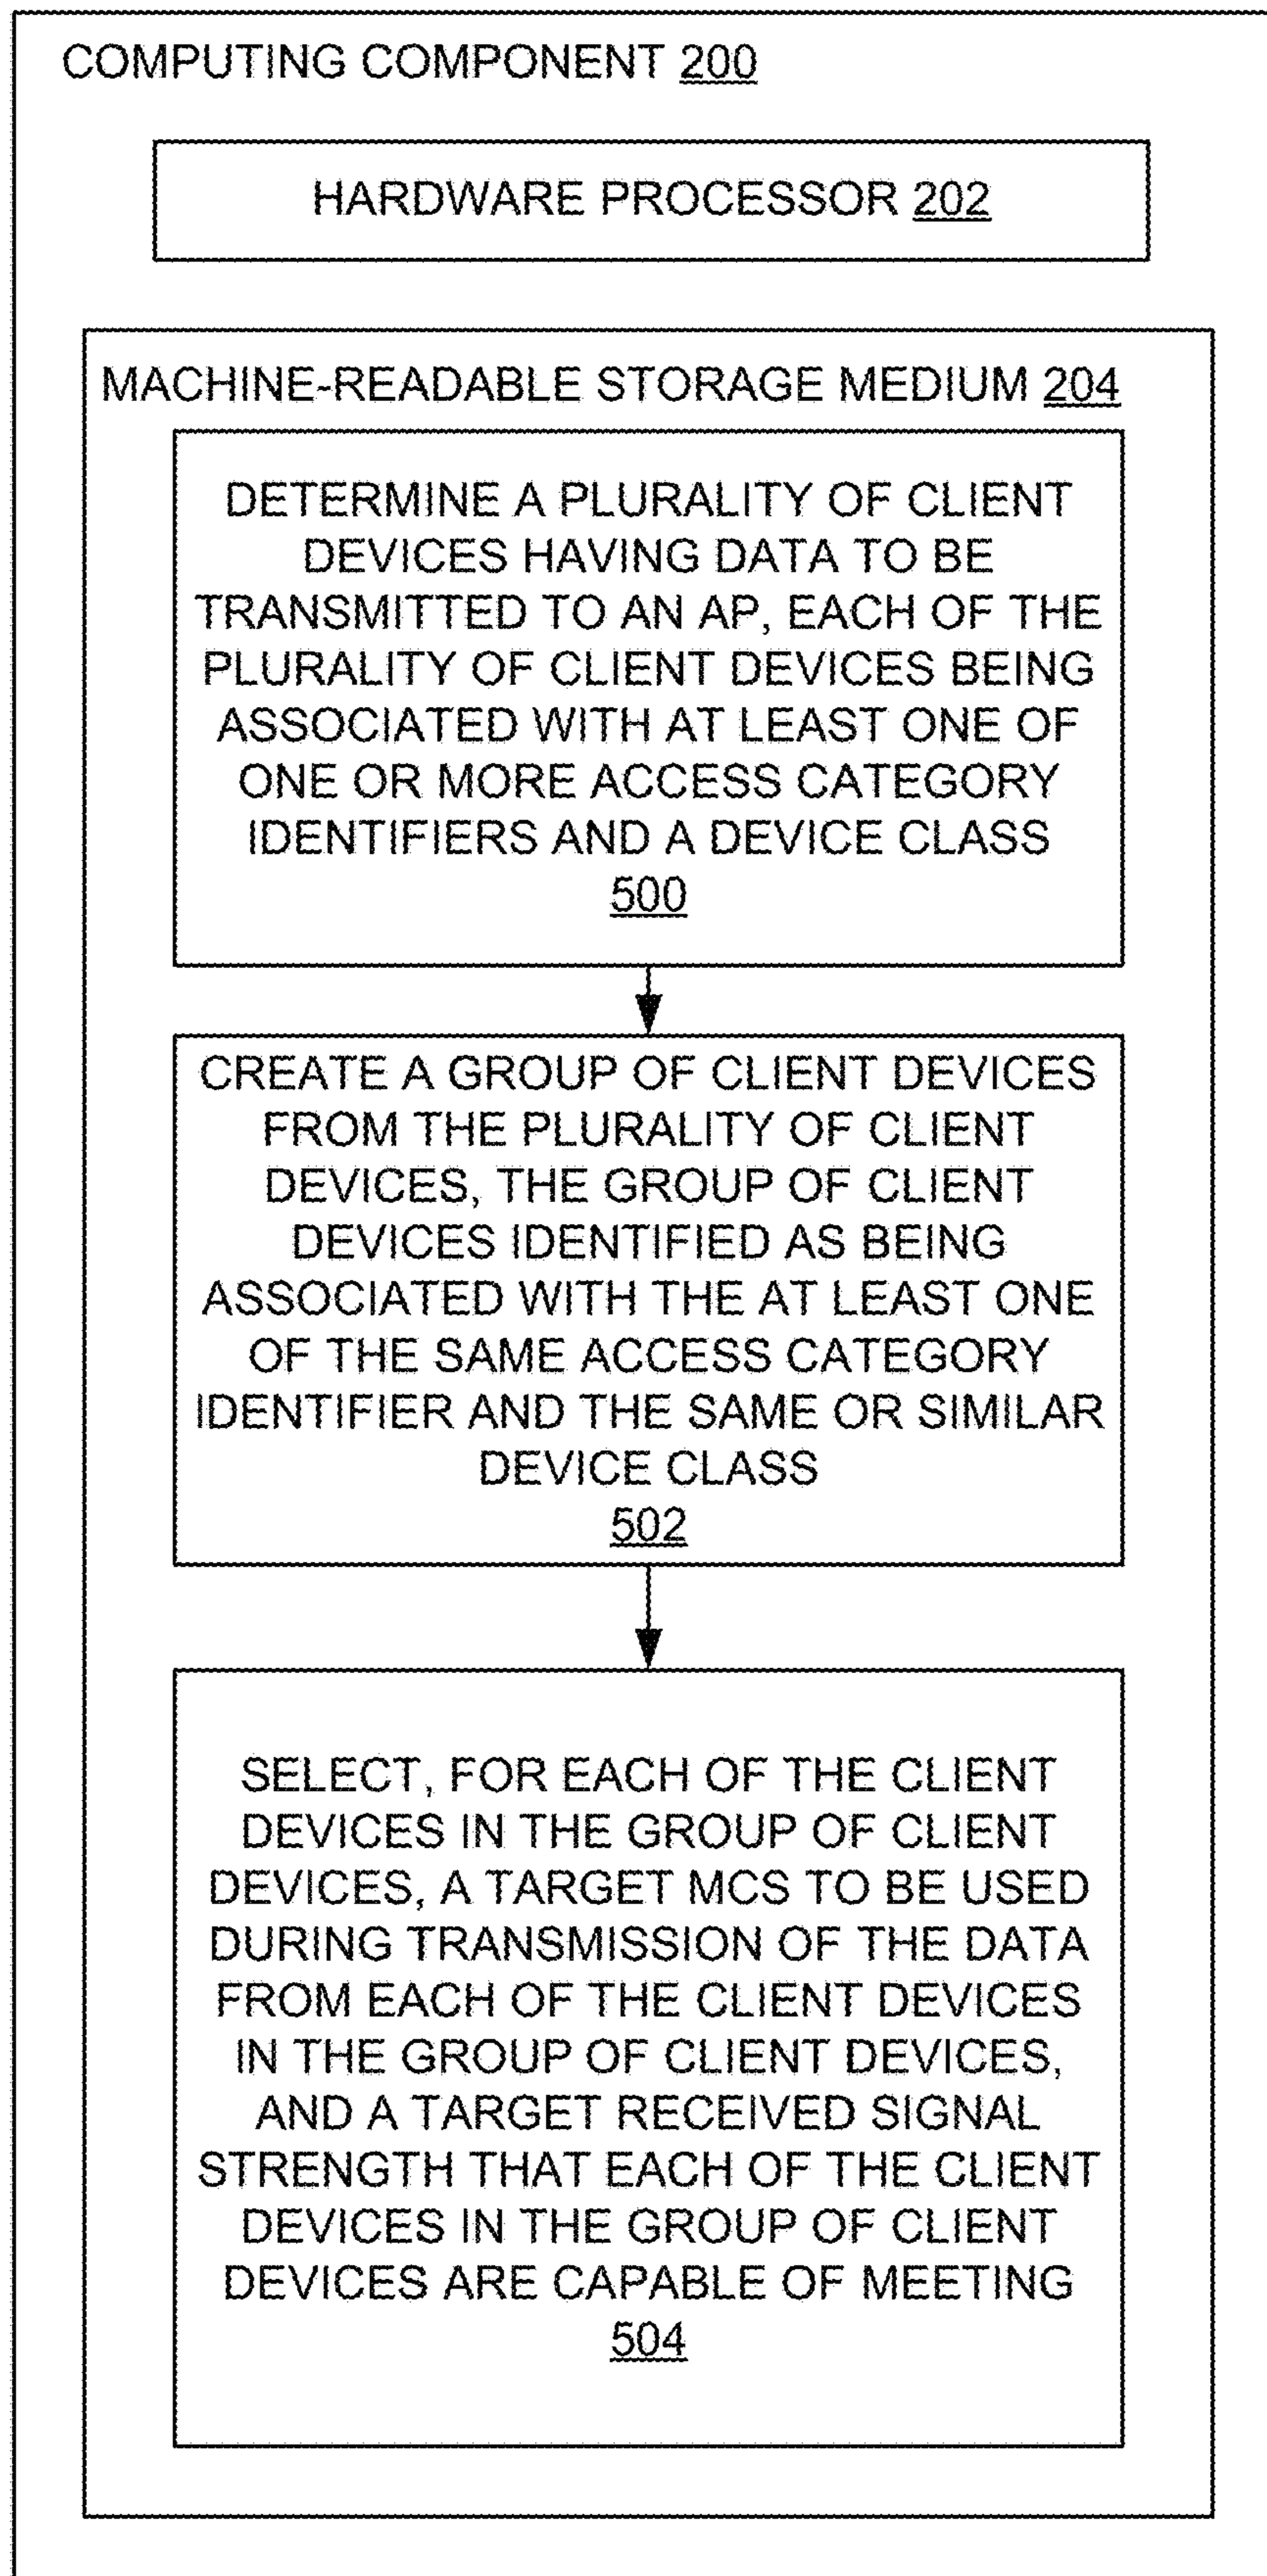 COMPUTING COMPONENT 200
HARDWARE PROCESSOR 202
MACHINE-READABLE STORAGE MEDIUM 204
DETERMINE A PLURALITY OF CLIENT
DEVICES HAVING DATA TO BE
TRANSMITTED TO AN AP, EACH OF THE
PLURALITY OF CLIENT DEVICES BEING
ASSOCIATED WITH AT LEAST ONE OF
ONE OR MORE ACCESS CATEGORY
IDENTIFIERS AND A DEVICE CLASS
500
CREATE A GROUP OF CLIENT DEVICES
FROM THE PLURALITY OF CLIENT
DEVICES, THE GROUP OF CLIENT
DEVICES IDENTIFIED AS BEING
ASSOCIATED WITH THE AT LEAST ONE
OF THE SAME ACCESS CATEGORY
IDENTIFIER AND THE SAME OR SIMILAR
DEVICE CLASS
502
SELECT, FOR EACH OF THE CLIENT
DEVICES IN THE GROUP OF CLIENT
DEVICES, A TARGET MCS TO BE USED
DURING TRANSMISSION OF THE DATA
FROM EACH OF THE CLIENT DEVICES
IN THE GROUP OF CLIENT DEVICES,
AND A TARGET RECEIVED SIGNAL
STRENGTH THAT EACH OF THE CLIENT
DEVICES IN THE GROUP OF CLIENT
DEVICES ARE CAPABLE OF MEETING
504